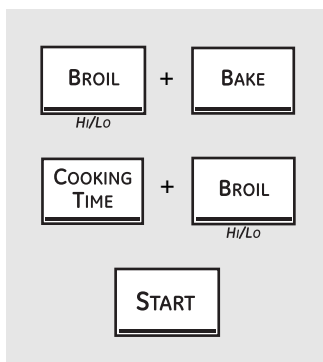 BROIL + BAKE
HI/LO
COOKING
TIME + BROIL
HI/LO
START